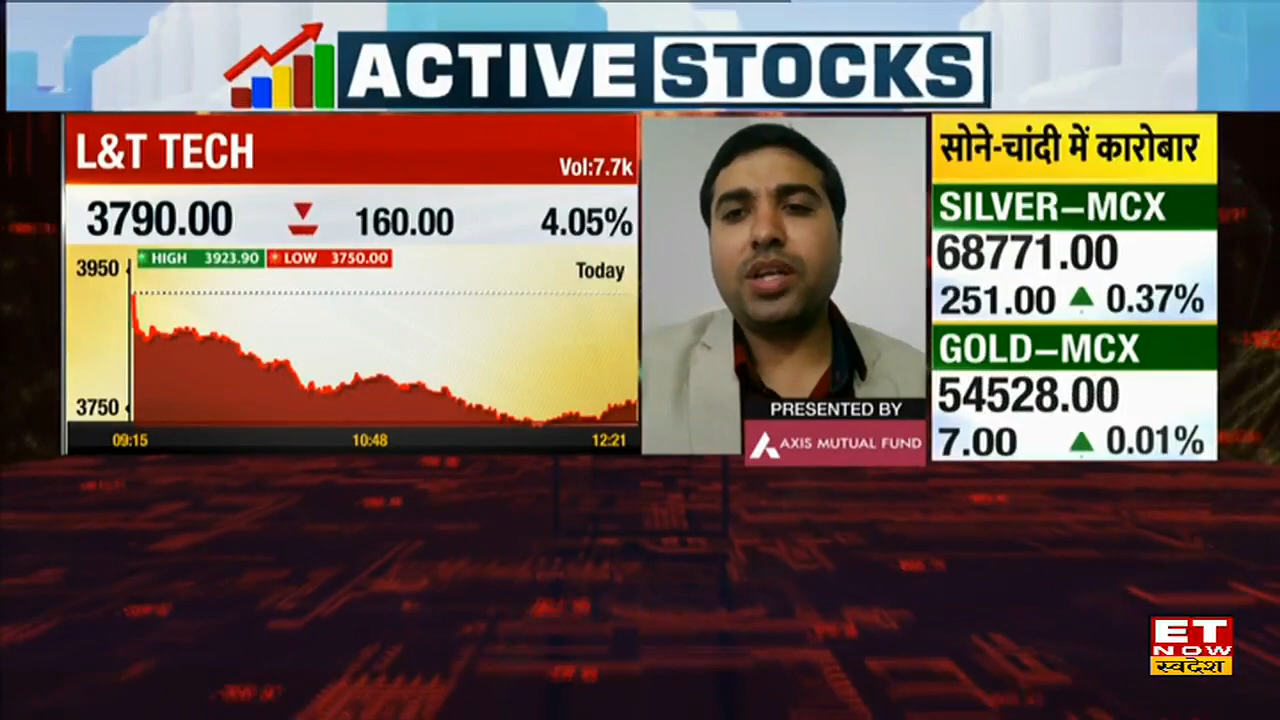 ACTIVE STOCKS
L&T TECH
Vol:7.7k
3790.00 160.00 4.05%
HIGH 3923.90 LOW 3750.00
3950
Today
3750
09:15 10:48 12:21
PRESENTED BY
AXIS MUTUAL FUND
सोने-चांदी में कारोबार
SILVER-MCX
68771.00
251.00 0.37%
GOLD-MCX
54528.00
7.00 0.01%
ET
NOW
स्वदेश